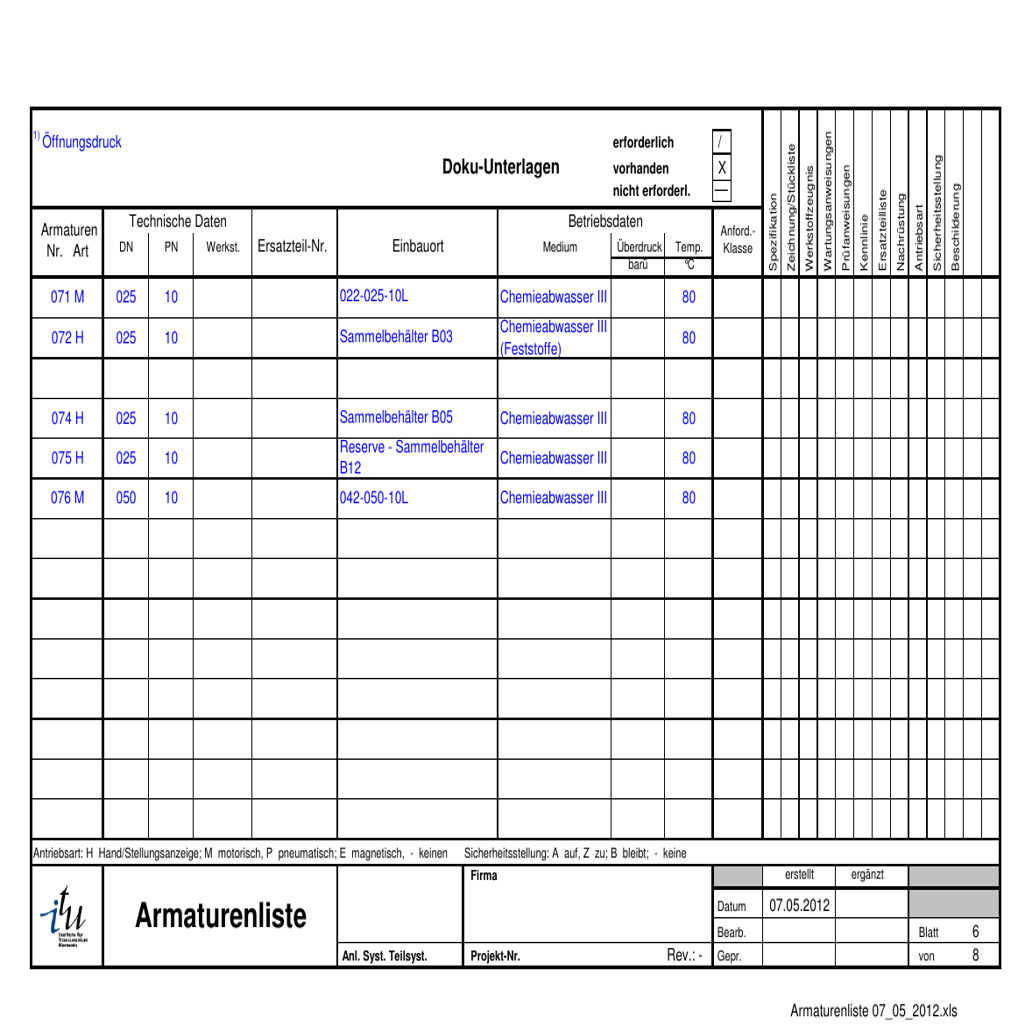 1) Öffnungsdruck
Doku-Unterlagen
erforderlich /
vorhanden X
nicht erforderl. —
Spezifikation
Zeichnung/Stückliste
Werkstoffzeugnis
Wartungsanweisungen
Prüfanweisungen
Kennlinie
Ersatzteilliste
Nachrüstung
Antriebsart
Sicherheitsstellung
Beschilderung
Armaturen
Nr. Art
Technische Daten
DN PN Werkst.
Ersatzteil-Nr.
Einbauort
Betriebsdaten
Medium Überdruck Temp.
barü ºC
Anford.-
Klasse
071 M 025 10 022-025-10L Chemieabwasser III 80
072 H 025 10 Sammelbehälter B03 Chemieabwasser III
(Feststoffe) 80
074 H 025 10 Sammelbehälter B05 Chemieabwasser III 80
075 H 025 10 Reserve - Sammelbehälter
B12 Chemieabwasser III 80
076 M 050 10 042-050-10L Chemieabwasser III 80
Antriebsart: H Hand/Stellungsanzeige; M motorisch, P pneumatisch; E magnetisch, - keinen Sicherheitsstellung: A auf, Z zu; B bleibt; - keine
itu
Institute for
Armaturenliste
Anl. Syst. Teilsyst.
Firma
Projekt-Nr. Rev.: -
erstellt ergänzt
Datum 07.05.2012
Bearb. Blatt 6
Gepr. von 8
Armaturenliste 07_05_2012.xls